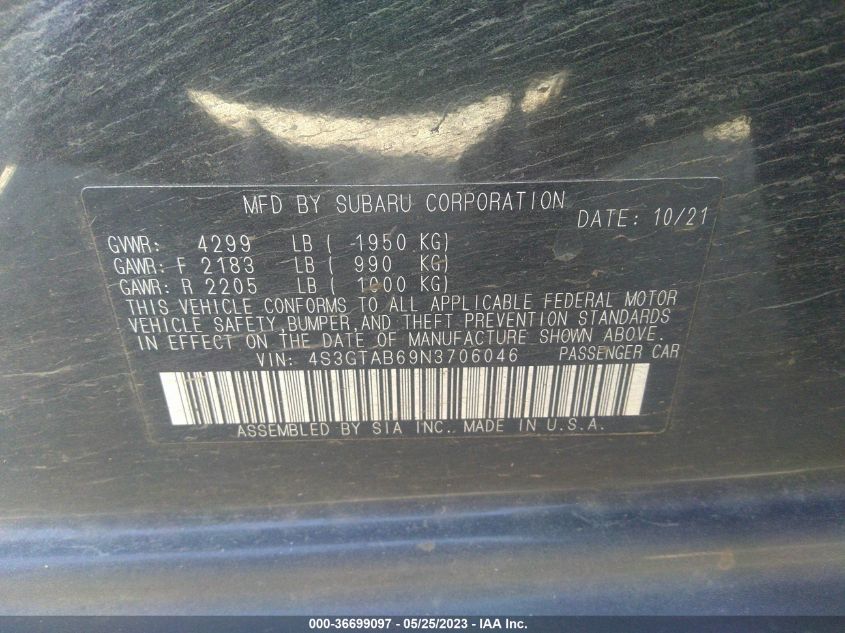 MFD BY SUBARU CORPORATION DATE: 10/21
GVWR: 4299 LB ( 1950 KG)
GAWR: F 2183 LB ( 990 KG)
GAWR: R 2205 LB ( 1000 KG)
THIS VEHICLE CONFORMS TO ALL APPLICABLE FEDERAL MOTOR
VEHICLE SAFETY, BUMPER, AND THEFT PREVENTION STANDARDS
IN EFFECT ON THE DATE OF MANUFACTURE SHOWN ABOVE.
VIN: 4S3GTAB69N3706046 PASSENGER CAR
ASSEMBLED BY SIA INC., MADE IN U.S.A.
000-36699097 - 05/25/2023 - IAA Inc.